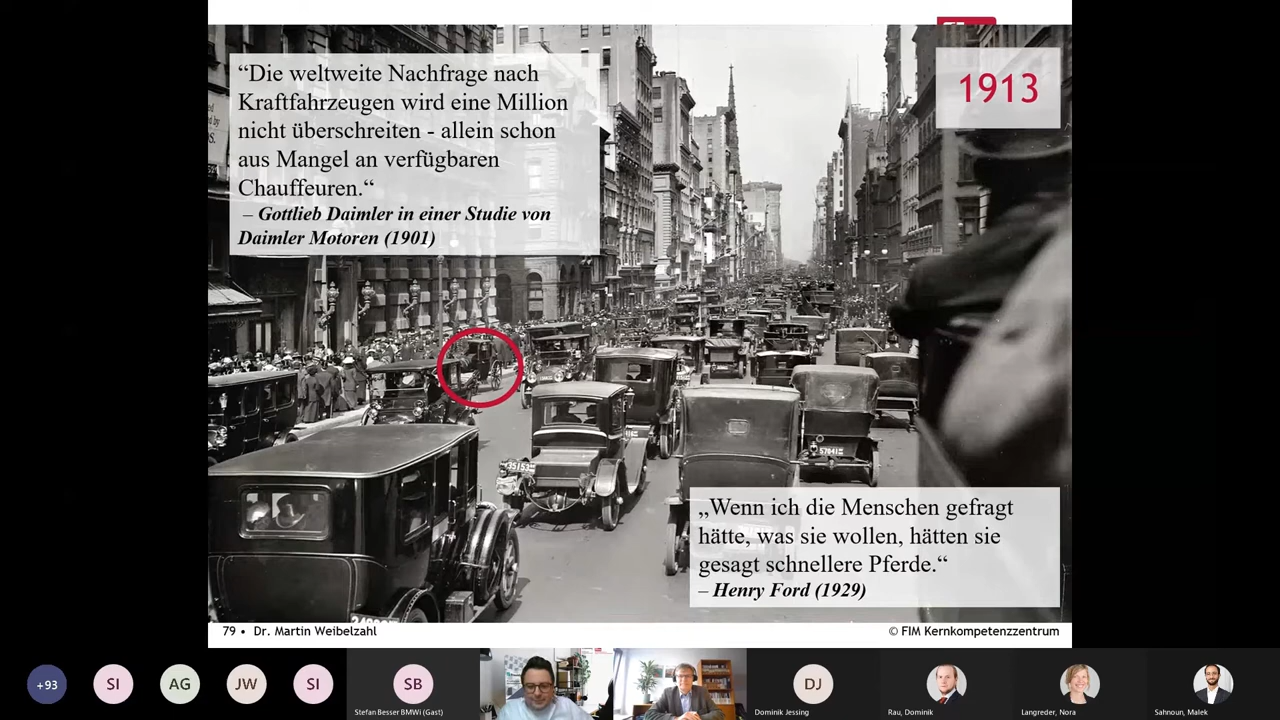 “Die weltweite Nachfrage nach
Kraftfahrzeugen wird eine Million
nicht überschreiten - allein schon
aus Mangel an verfügbaren
Chauffeuren.“
– Gottlieb Daimler in einer Studie von
Daimler Motoren (1901)
1913
„Wenn ich die Menschen gefragt
hätte, was sie wollen, hätten sie
gesagt schnellere Pferde.“
– Henry Ford (1929)
79 • Dr. Martin Weibelzahl
© FIM Kernkompetenzzentrum
+93
SI
AG
JW
SI
SB
Stefan Besser BMWi (Gast)
DJ
Dominik Jessing
Rau, Dominik
Langreder, Nora
Sahnoun, Malek